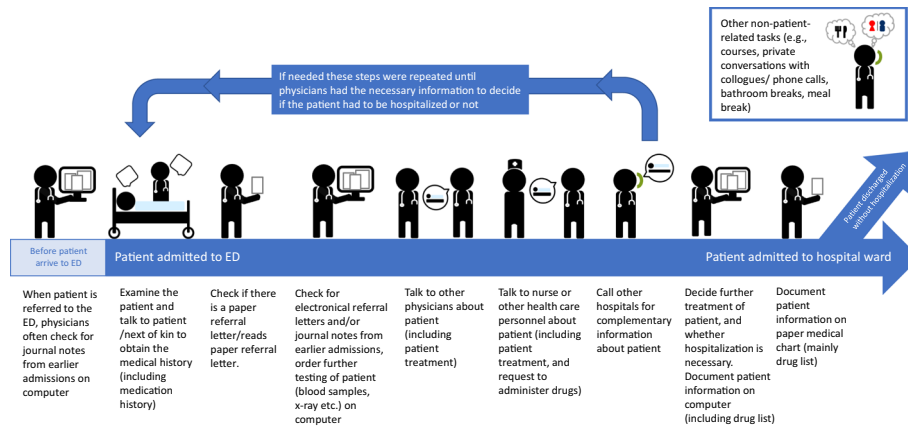 Other non-patient-
related tasks (e.g.,
courses, private
conversations with
collogues/ phone calls,
bathroom breaks, meal
break)
If needed these steps were repeated until
physicians had the necessary information to decide
if the patient had to be hospitalized or not
Patient discharged
without hospitalization
Before patient
arrive to ED
Patient admitted to ED
Patient admitted to hospital ward
When patient is
referred to the
ED, physicians
often check for
journal notes
from earlier
admissions on
computer
Examine the
patient and
talk to patient
/next of kin to
obtain the
medical history
(including
medication
history)
Check if there
is a paper
referral
letter/reads
paper referral
letter.
Check for
electronical referral
letters and/or
journal notes from
earlier admissions,
order further
testing of patient
(blood samples,
x-ray etc.) on
computer
Talk to other
physicians about
patient
(including
patient
treatment)
Talk to nurse or
other health care
personnel about
patient (including
patient
treatment, and
request to
administer drugs)
Call other
hospitals for
complementary
information
about patient
Decide further
treatment of
patient, and
whether
hospitalization is
necessary.
Document patient
information on
computer
(including drug list)
Document
patient
information on
paper medical
chart (mainly
drug list)